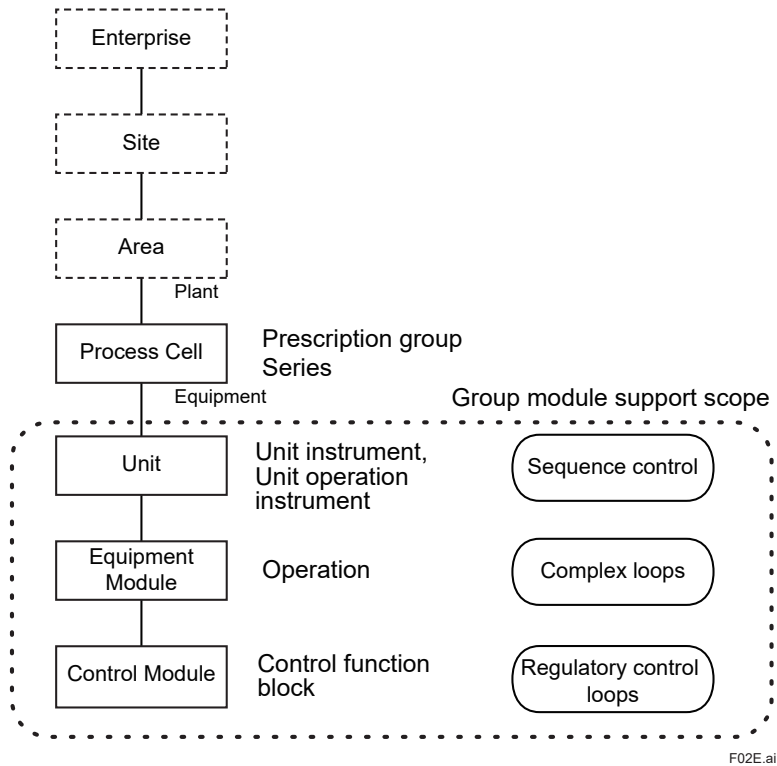 Enterprise
Site
Area
Plant
Process Cell
Prescription group
Series
Equipment
Group module support scope
Unit
Unit instrument,
Unit operation
instrument
Sequence control
Equipment
Module
Operation
Complex loops
Control Module
Control function
block
Regulatory control
loops
F02E.ai